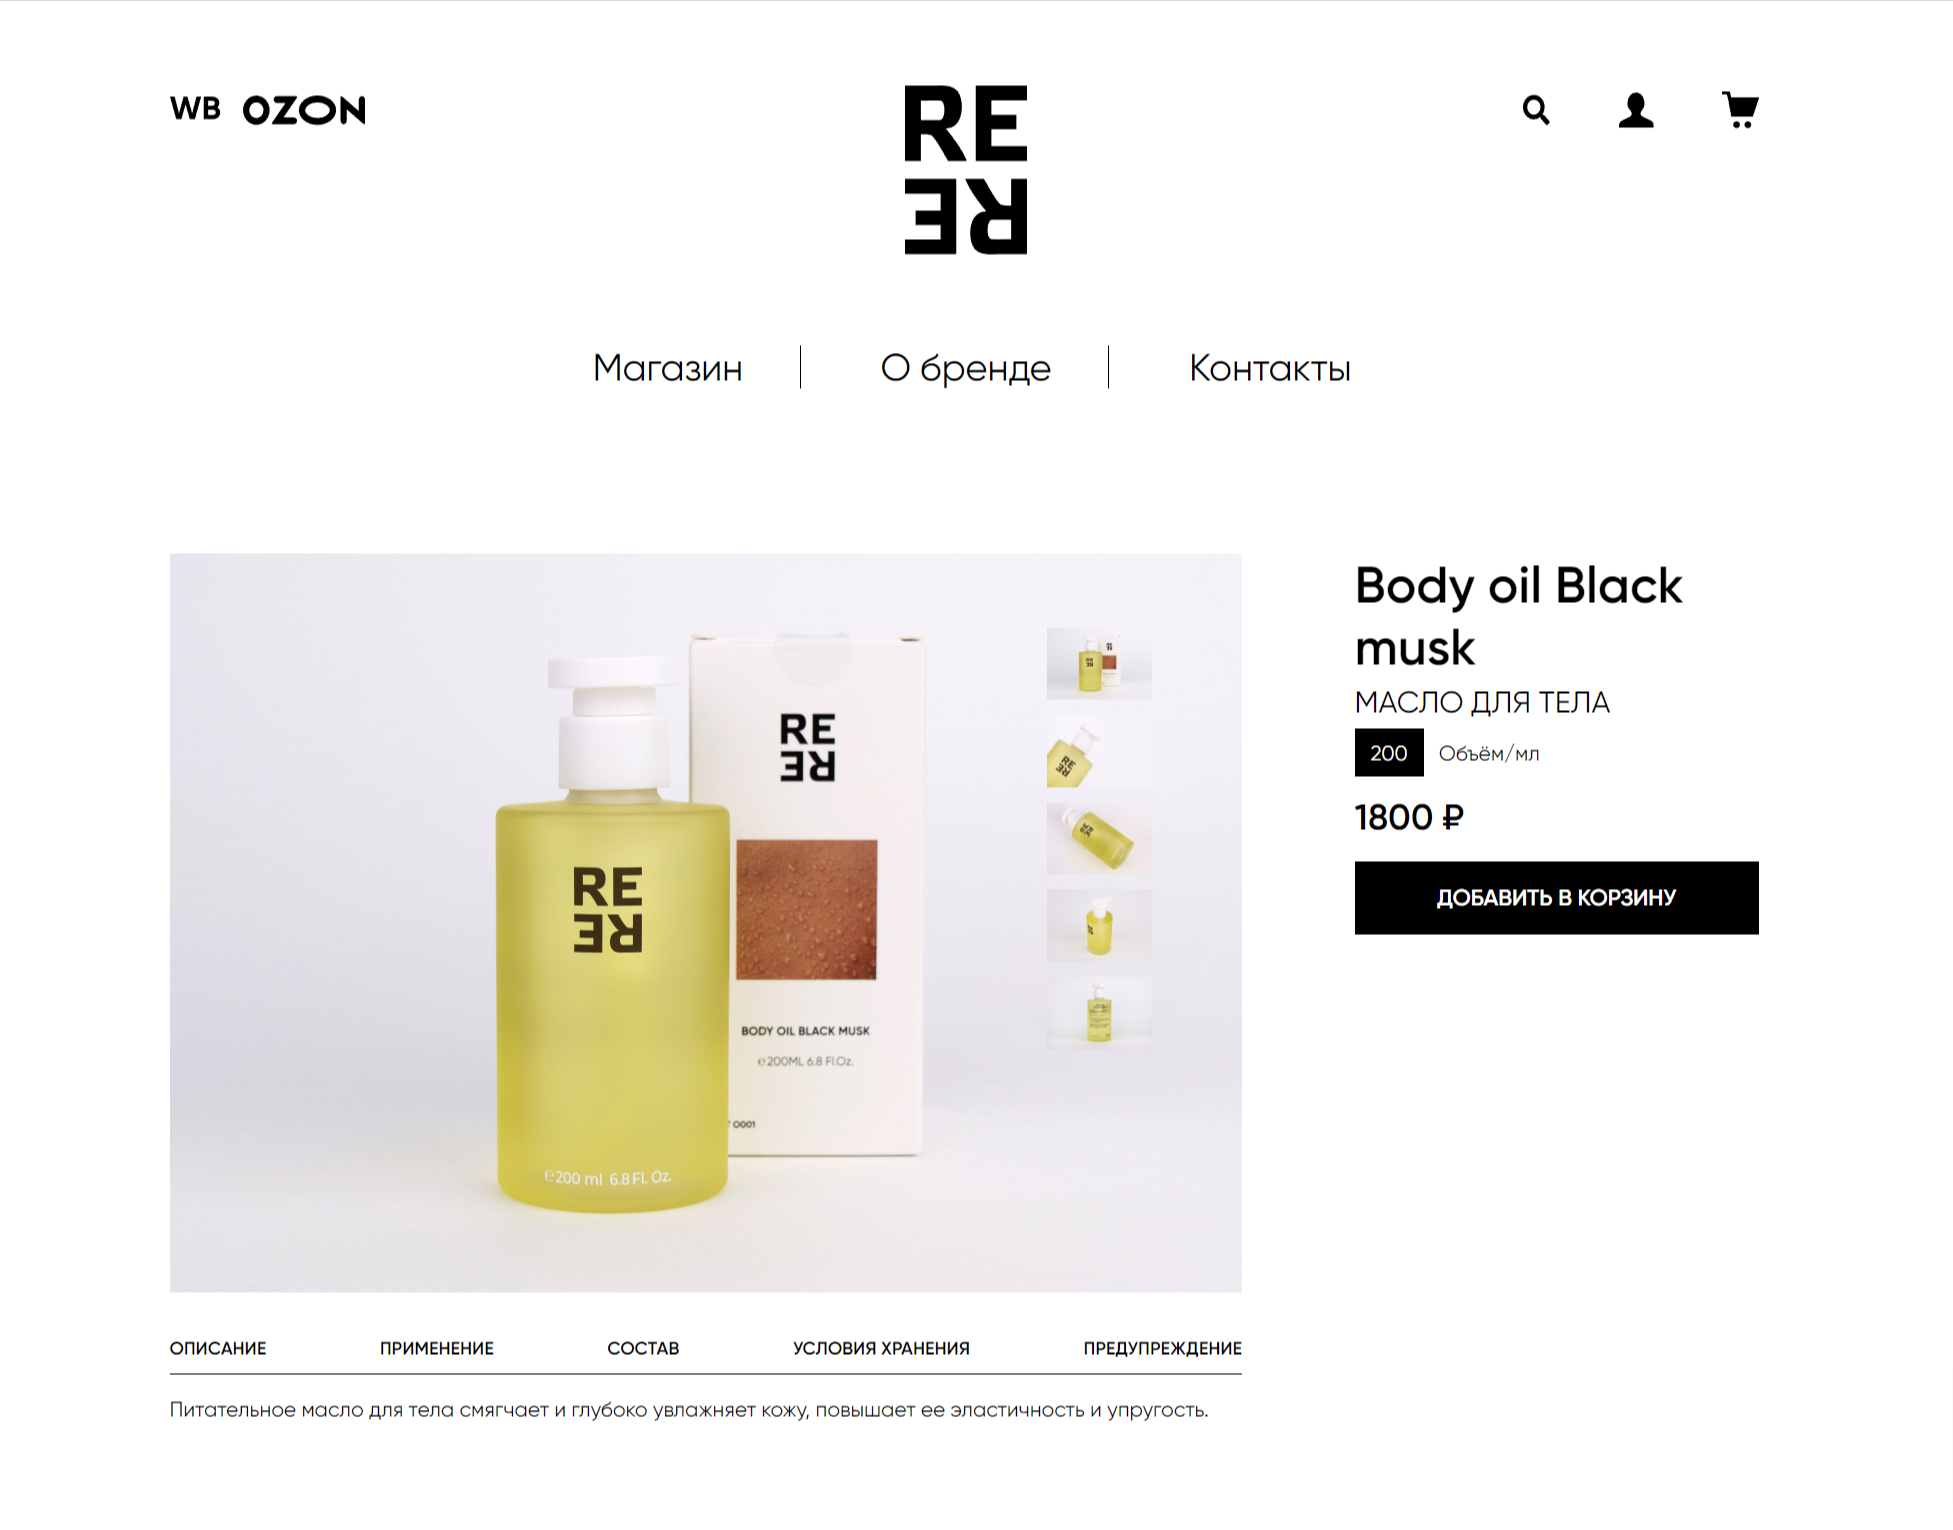 WB OZON
RE
RE
Магазин
О бренде
Контакты
RE
RE
BODY OIL BLACK MUSK
℮200ML 6.8 Fl.Oz.
0001
RE
RE
℮200 ml 6.8 Fl. Oz.
Body oil Black
musk
МАСЛО ДЛЯ ТЕЛА
200 Объём/мл
1800 ₽
ДОБАВИТЬ В КОРЗИНУ
ОПИСАНИЕ ПРИМЕНЕНИЕ СОСТАВ УСЛОВИЯ ХРАНЕНИЯ ПРЕДУПРЕЖДЕНИЕ
Питательное масло для тела смягчает и глубоко увлажняет кожу, повышает ее эластичность и упругость.